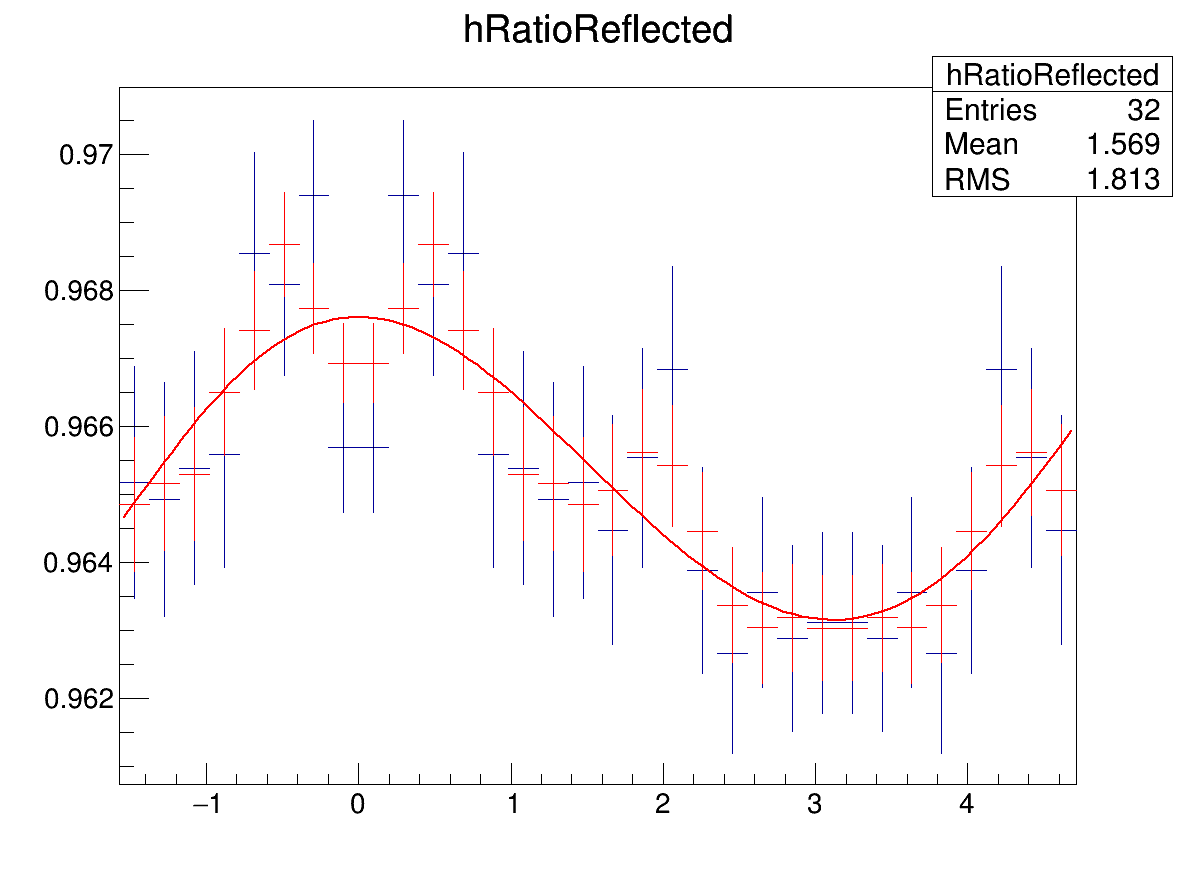 hRatioReflected
hRatioReflected
Entries 32
Mean 1.569
RMS 1.813
0.97
0.968
0.966
0.964
0.962
−1 0 1 2 3 4